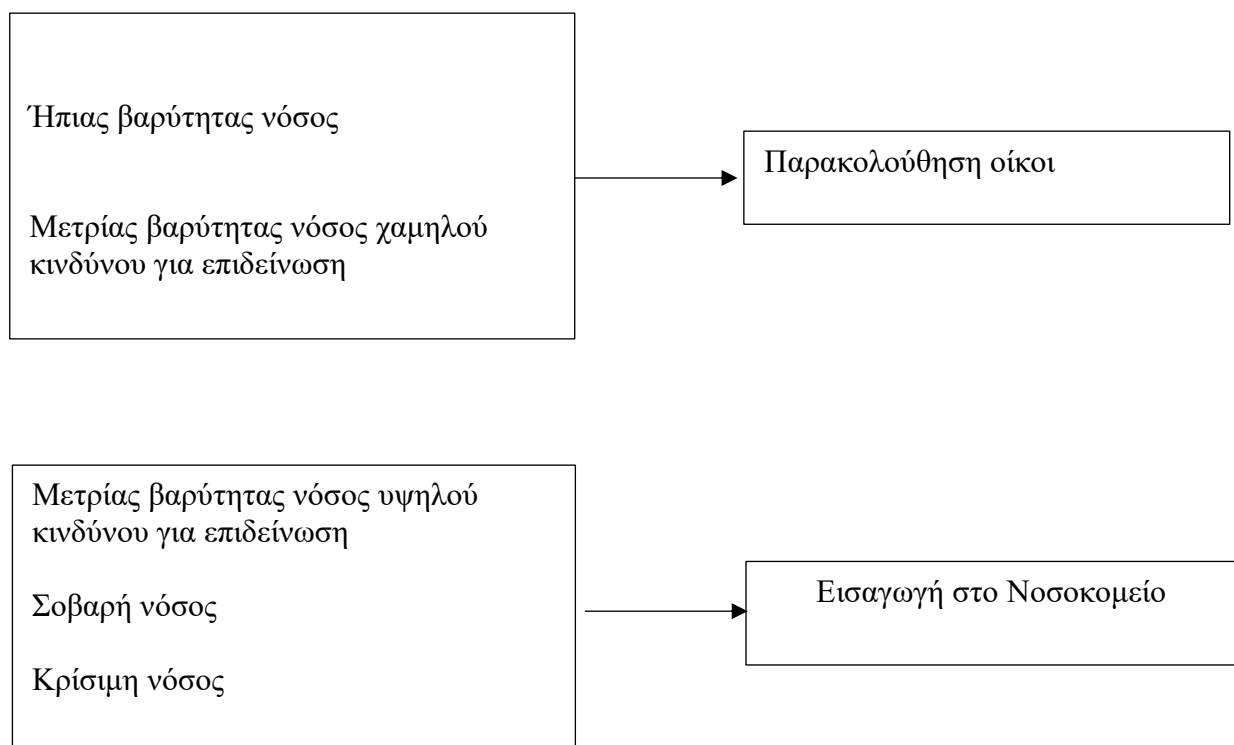 Ήπιας βαρύτητας νόσος
Μετρίας βαρύτητας νόσος χαμηλού
κινδύνου για επιδείνωση
Παρακολούθηση οίκοι
Μετρίας βαρύτητας νόσος υψηλού
κινδύνου για επιδείνωση
Σοβαρή νόσος
Κρίσιμη νόσος
Εισαγωγή στο Νοσοκομείο